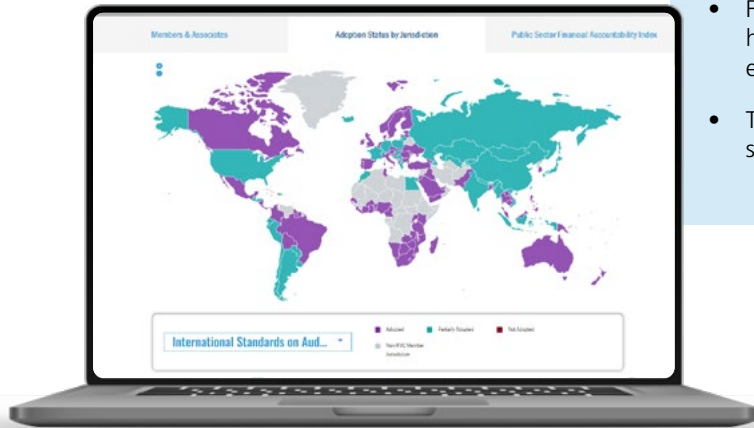 Members & Associates
Adoption Status by Jurisdiction
Public Sector Financial Accountability Index
International Standards on Aud...
Adopted
Partially Adopted
Not Adopted
Non-IFAC Member
Jurisdiction